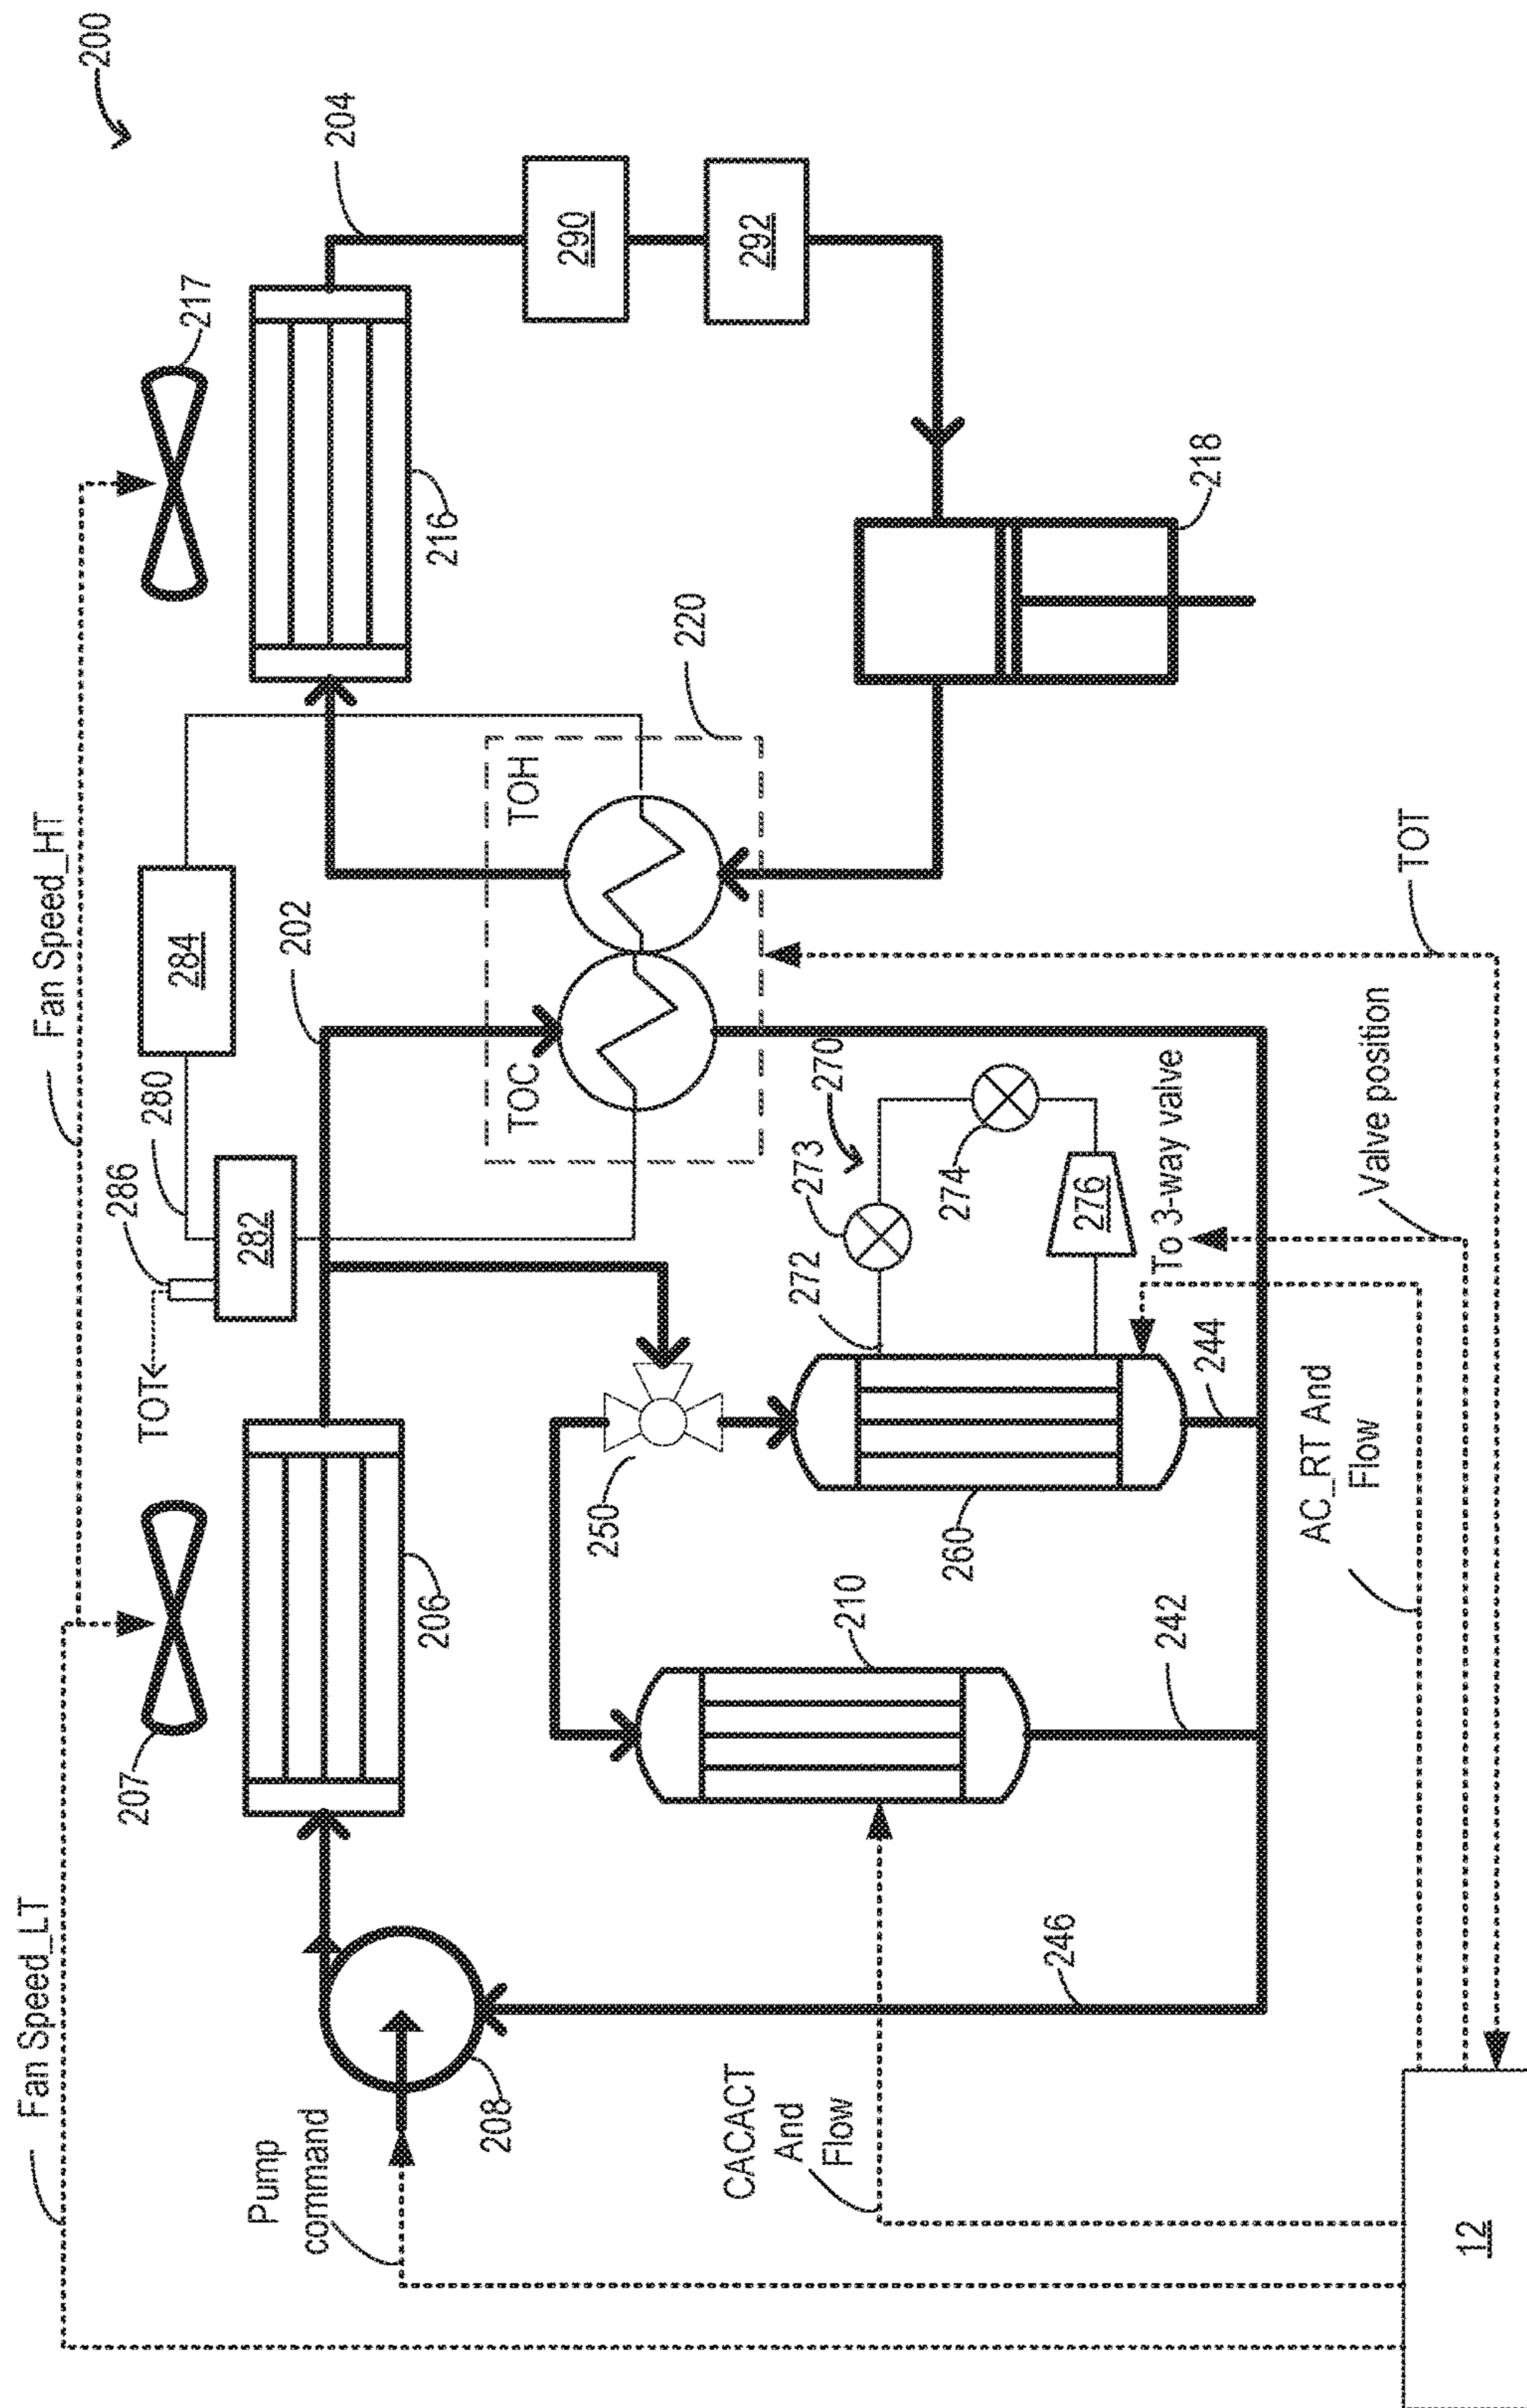 200
Fan Speed_LT
Fan Speed_HT
207
217
286
TOT
280
284
282
202
204
206
216
Pump
command
208
250
TOC
TOH
220
290
292
210
260
272
273
270
274
276
218
CACACT
And
Flow
246
242
244
To 3-way valve
AC_RT And
Flow
Valve position
TOT
12